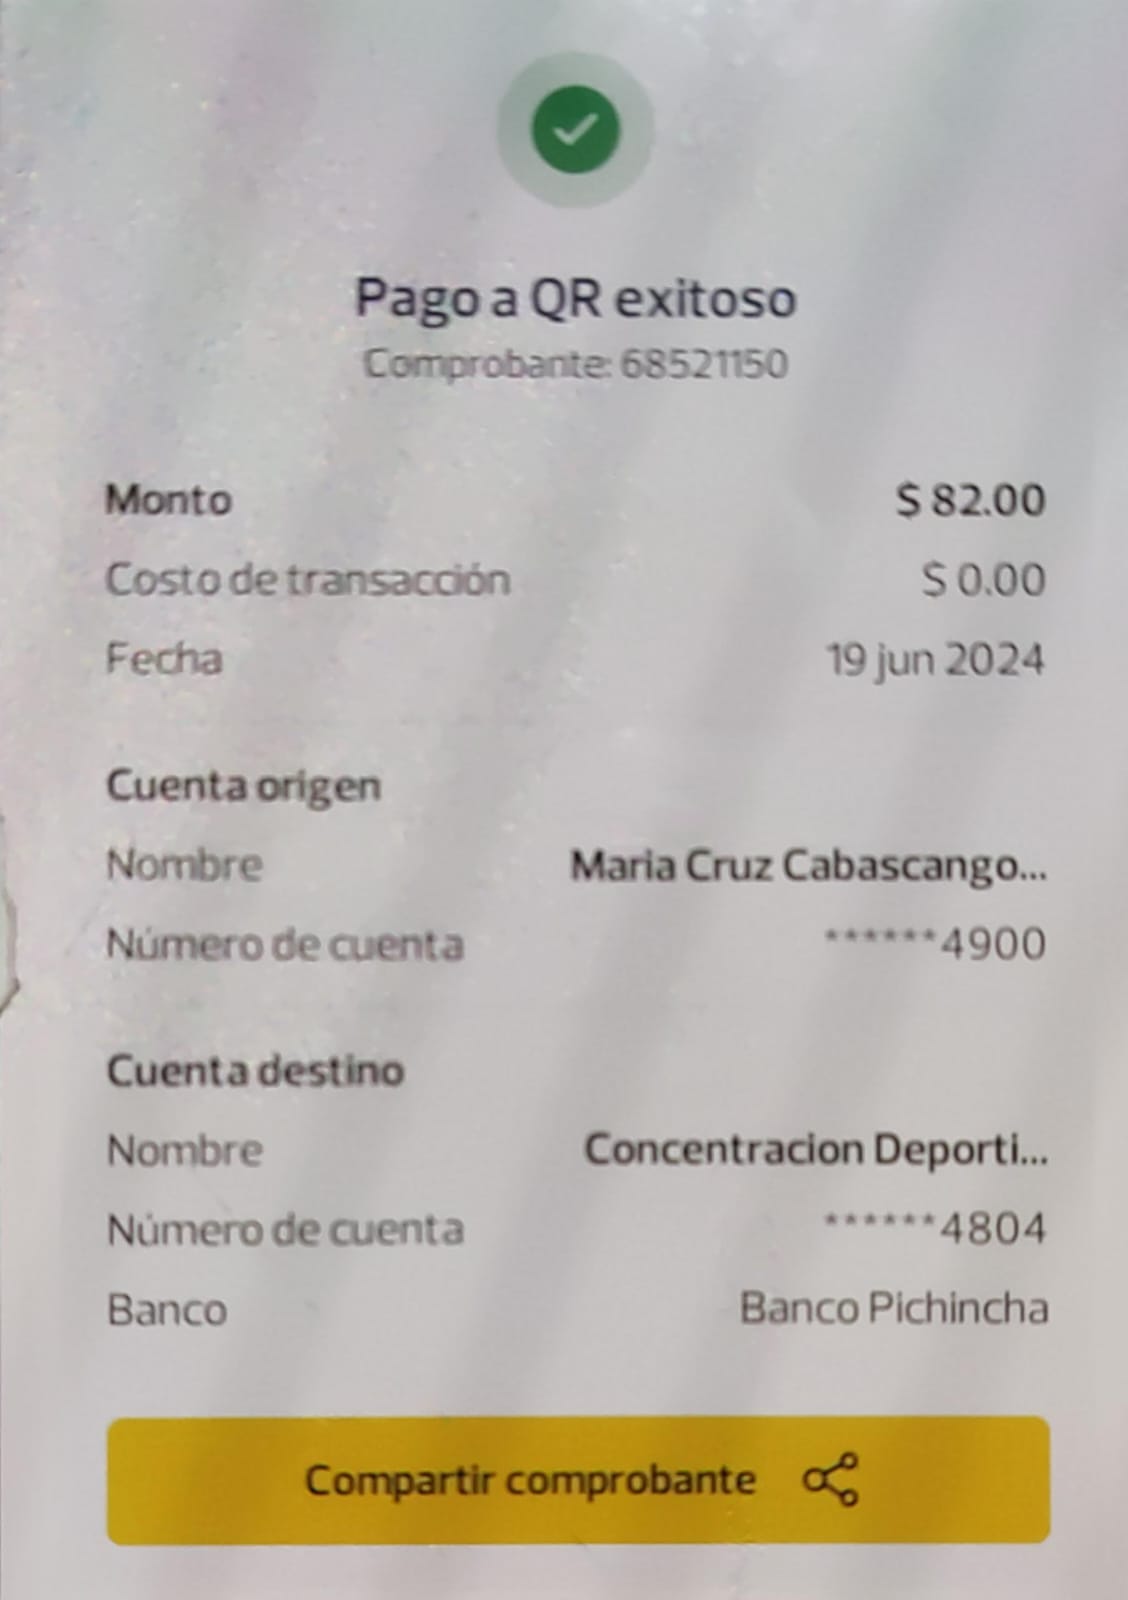 Pago a QR exitoso
Comprobante: 68521150
Monto $ 82.00
Costo de transacción $ 0.00
Fecha 19 jun 2024
Cuenta origen
Nombre Maria Cruz Cabascango...
Número de cuenta ******4900
Cuenta destino
Nombre Concentracion Deporti...
Número de cuenta ******4804
Banco Banco Pichincha
Compartir comprobante